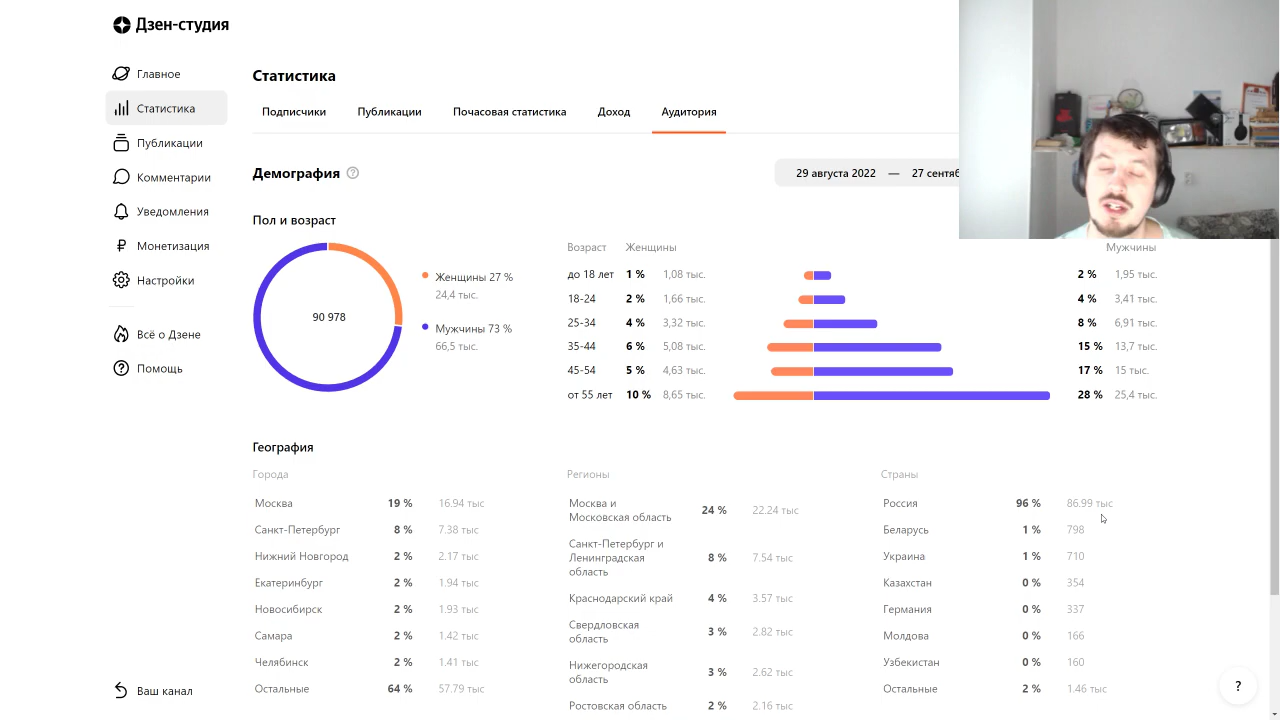 Дзен-студия
Главное
Статистика
Публикации
Комментарии
Уведомления
Монетизация
Настройки
Всё о Дзене
Помощь
Ваш канал
Статистика
Подписчики Публикации Почасовая статистика Доход Аудитория
Демография ?
29 августа 2022 — 27 сентяб
Пол и возраст
90 978
Женщины 27 %
24,4 тыс.
Мужчины 73 %
66,5 тыс.
Возраст Женщины Мужчины
до 18 лет 1 % 1,08 тыс. 2 % 1,95 тыс.
18-24 2 % 1,66 тыс. 4 % 3,41 тыс.
25-34 4 % 3,32 тыс. 8 % 6,91 тыс.
35-44 6 % 5,08 тыс. 15 % 13,7 тыс.
45-54 5 % 4,63 тыс. 17 % 15 тыс.
от 55 лет 10 % 8,65 тыс. 28 % 25,4 тыс.
География
Города
Москва 19 % 16.94 тыс
Санкт-Петербург 8 % 7.38 тыс
Нижний Новгород 2 % 2.17 тыс
Екатеринбург 2 % 1.94 тыс
Новосибирск 2 % 1.93 тыс
Самара 2 % 1.42 тыс
Челябинск 2 % 1.41 тыс
Остальные 64 % 57.79 тыс
Регионы
Москва и
Московская область 24 % 22.24 тыс
Санкт-Петербург и
Ленинградская 8 % 7.54 тыс
область
Краснодарский край 4 % 3.57 тыс
Свердловская
область 3 % 2.82 тыс
Нижегородская
область 3 % 2.62 тыс
Ростовская область 2 % 2.16 тыс
Страны
Россия 96 % 86.99 тыс
Беларусь 1 % 798
Украина 1 % 710
Казахстан 0 % 354
Германия 0 % 337
Молдова 0 % 166
Узбекистан 0 % 160
Остальные 2 % 1.46 тыс
?